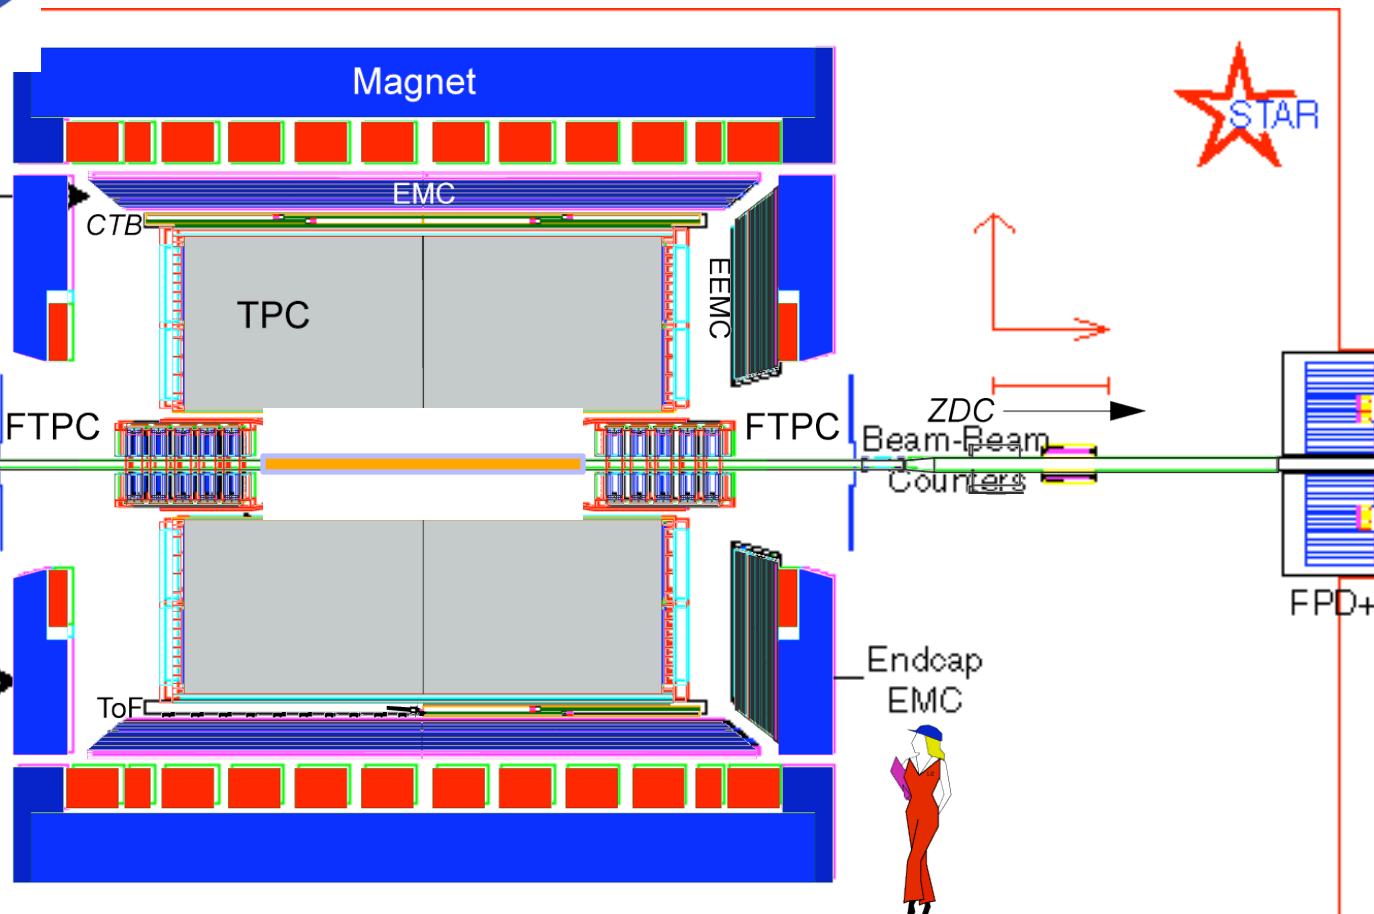 Magnet
STAR
EMC
CTB
EEMC
TPC
ZDC
FTPC
FTPC
Beam-Beam
Counters
FPD+
Endcap
EMC
ToF